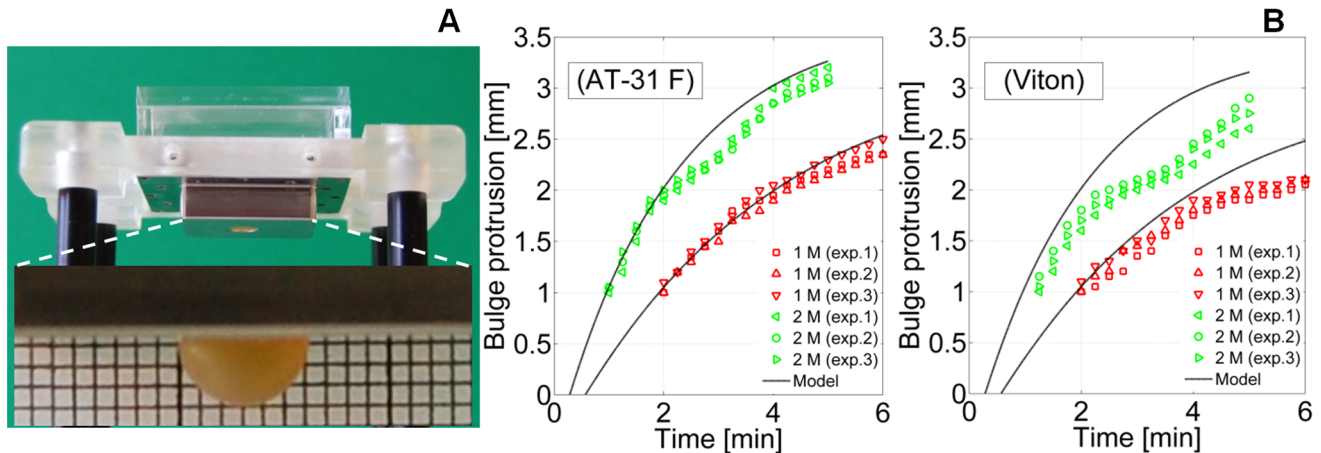 A
B
3.5
3
2.5
2
1.5
1
0.5
0
Bulge protrusion [mm]
(AT-31 F)
1 M (exp.1)
1 M (exp.2)
1 M (exp.3)
2 M (exp.1)
2 M (exp.2)
2 M (exp.3)
Model
0 2 4 6
Time [min]
3.5
3
2.5
2
1.5
1
0.5
0
Bulge protrusion [mm]
(Viton)
1 M (exp.1)
1 M (exp.2)
1 M (exp.3)
2 M (exp.1)
2 M (exp.2)
2 M (exp.3)
Model
0 2 4 6
Time [min]